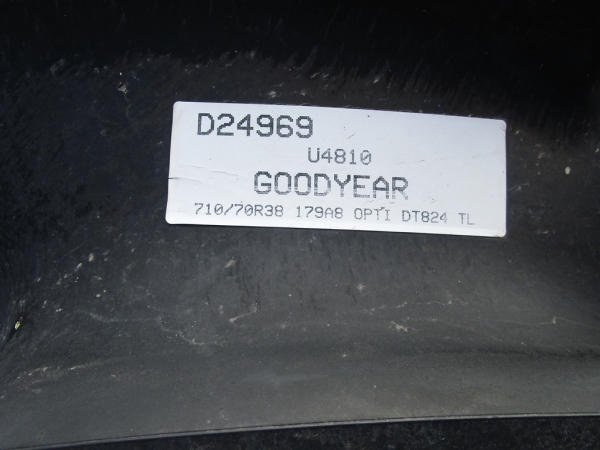 D24969
U4810
GOODYEAR
710/70R38 179A8 OPTI DT824 TL